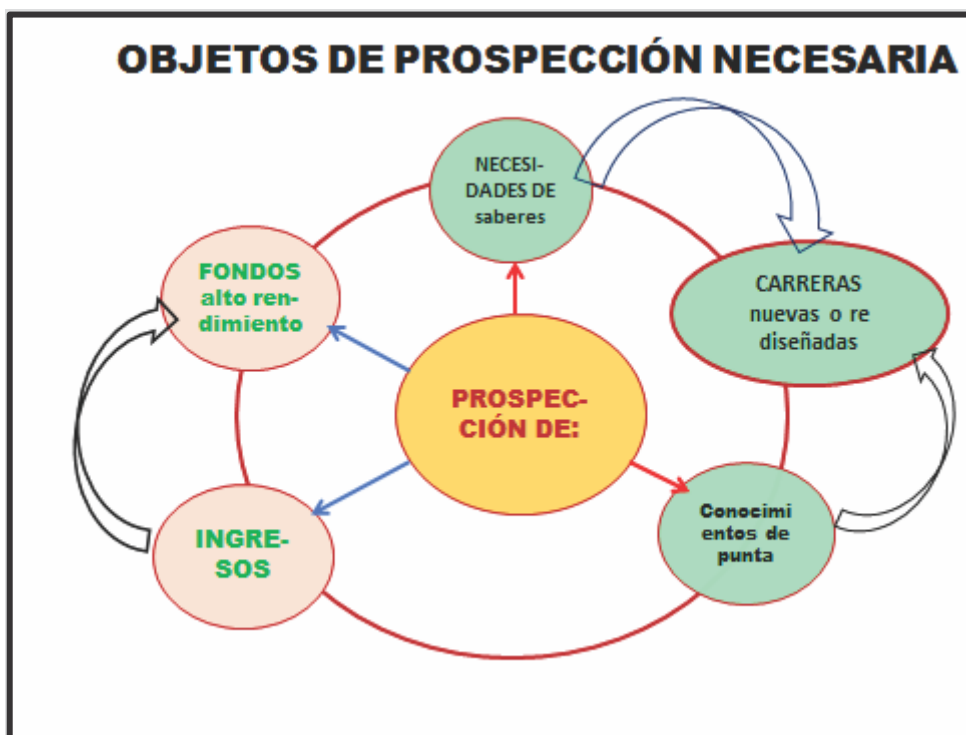 OBJETOS DE PROSPECCIÓN NECESARIA
NECESI-
DADES DE
saberes
FONDOS
alto ren-
dimiento
CARRERAS
nuevas o re
diseñadas
PROSPEC-
CIÓN DE:
INGRE-
SOS
Conocimi
entos de
punta